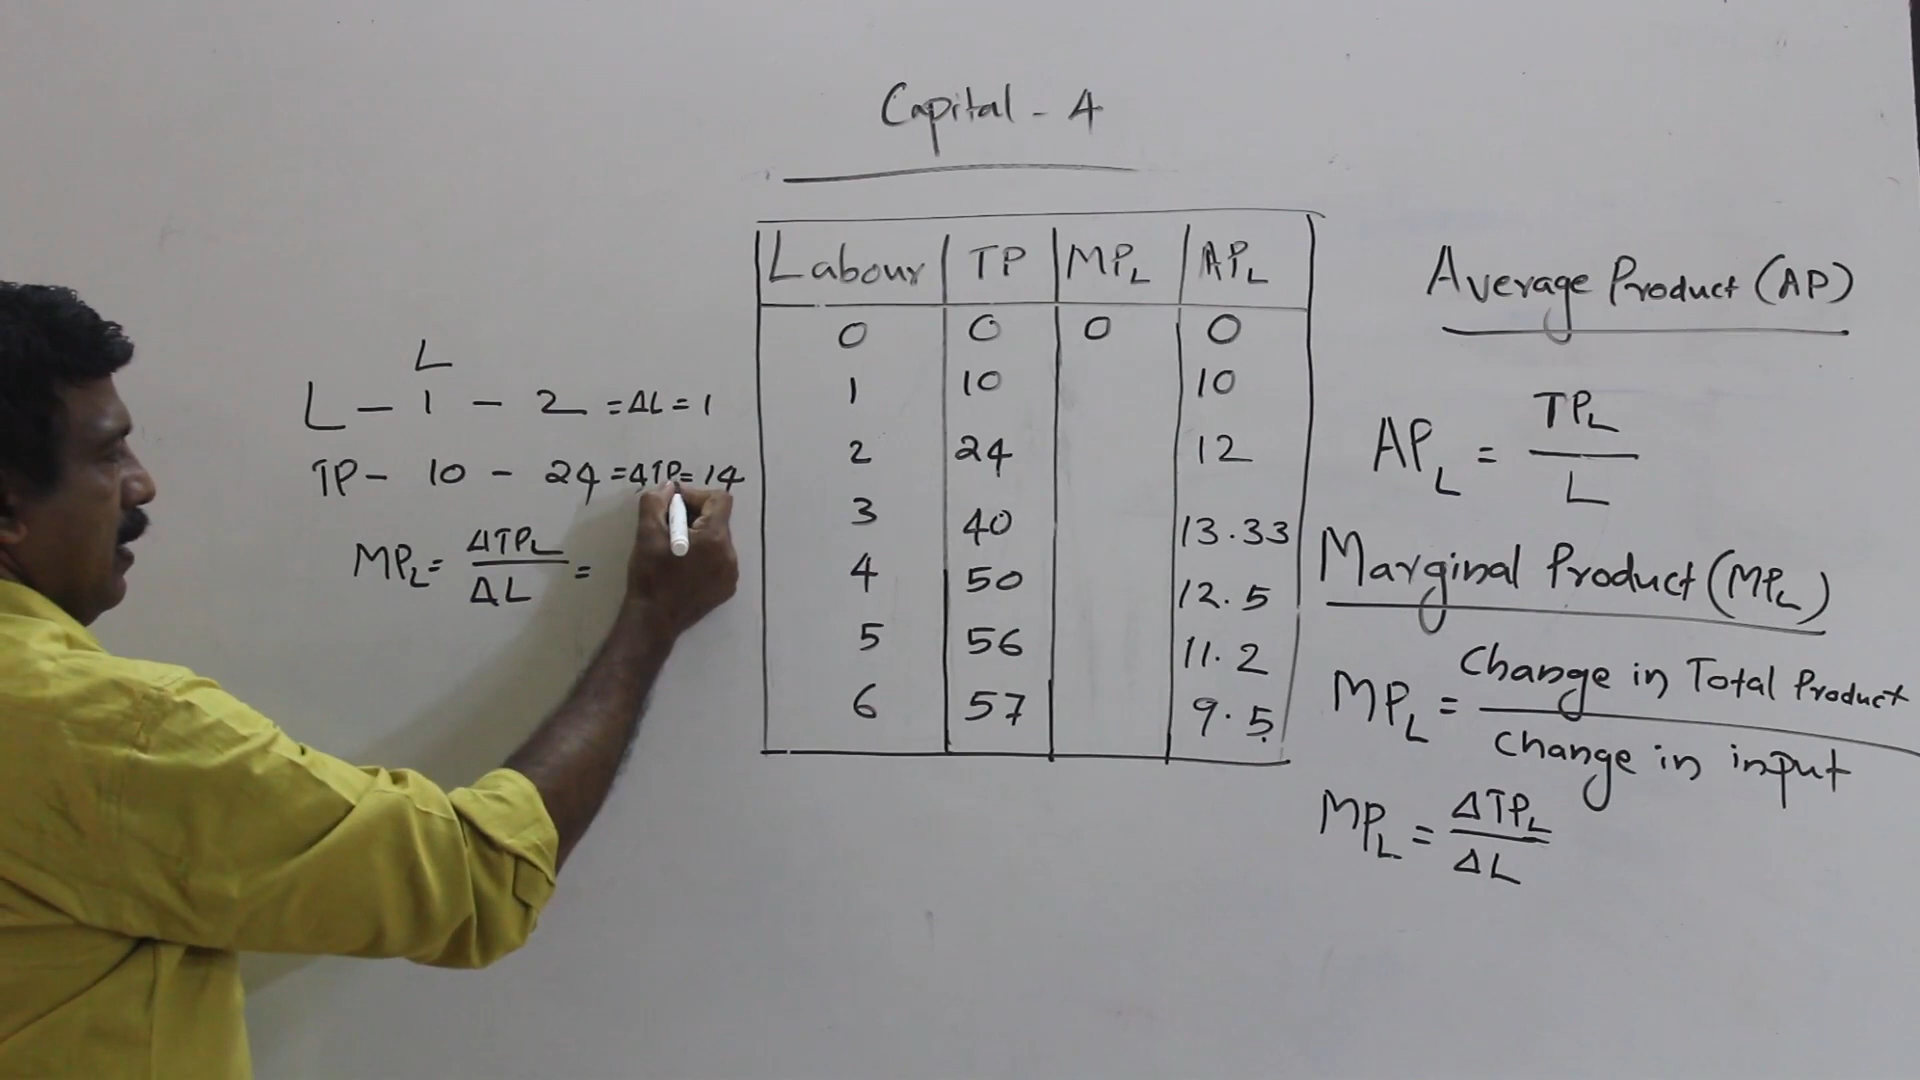 Capital - 4
Labour TP MPL APL
0 0 0 0
1 10 10
2 24 12
3 40 13.33
4 50 12.5
5 56 11.2
6 57 9.5
L
L - 1 - 2 = ΔL = 1
TP - 10 - 24 = ΔTP = 14
MPL = ΔTPL / ΔL =
Average Product (AP)
APL = TPL / L
Marginal Product (MPL)
MPL = Change in Total Product
Change in input
MPL = ΔTPL / ΔL